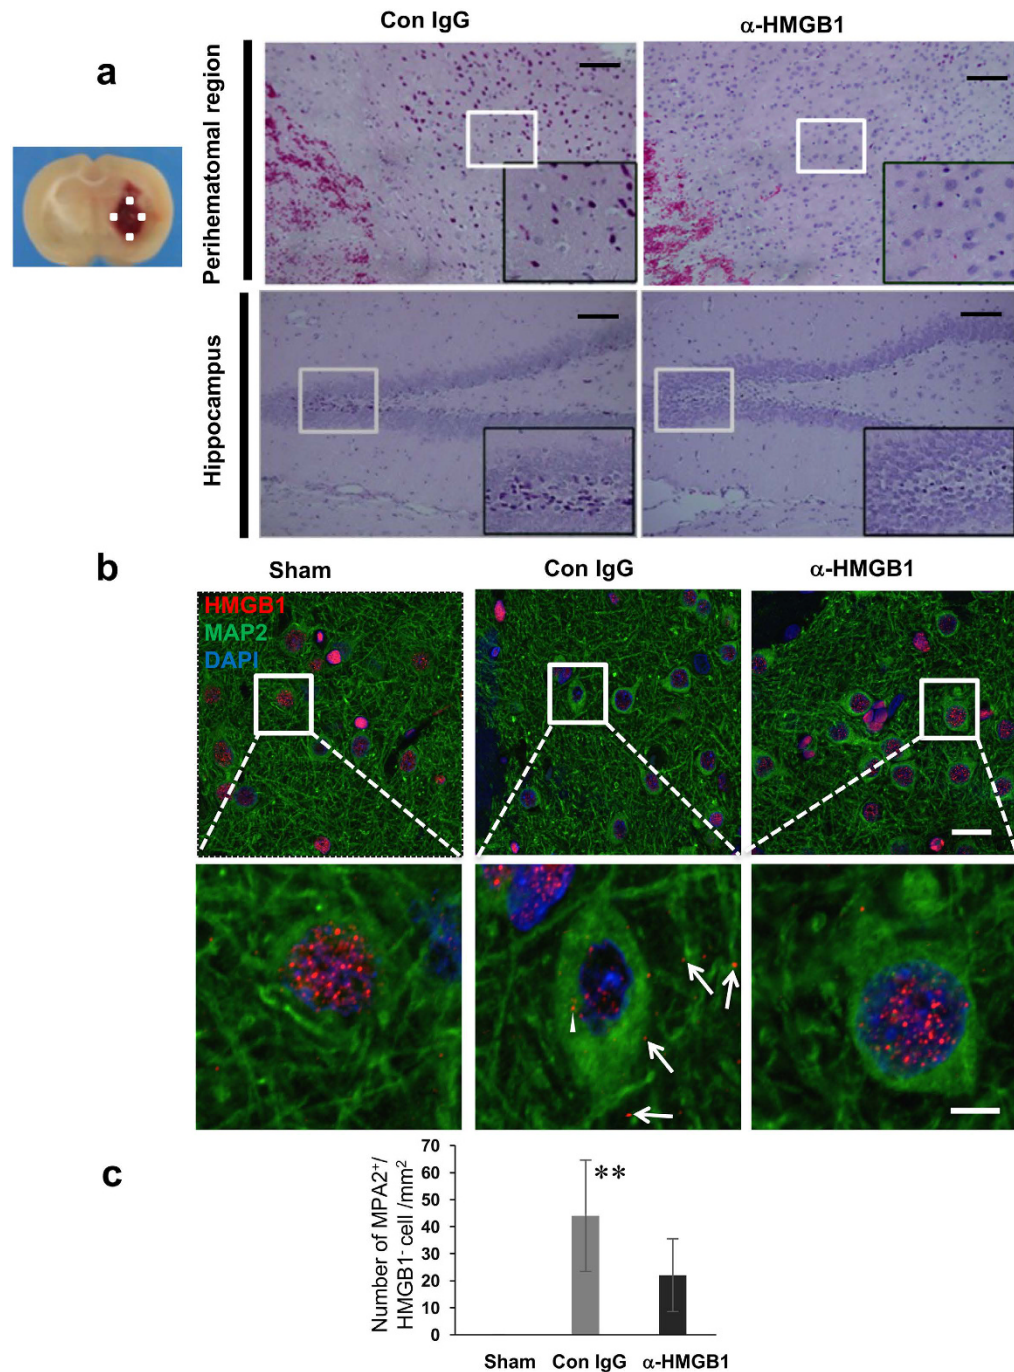 Con IgG
α-HMGB1
a
Perihematomal region
Hippocampus
b
Sham
Con IgG
α-HMGB1
HMGB1
MAP2
DAPI
c
Number of MPA2⁺/
HMGB1⁻ cell /mm²
70
60
50
40
30
20
10
0
**
Sham
Con IgG
α-HMGB1